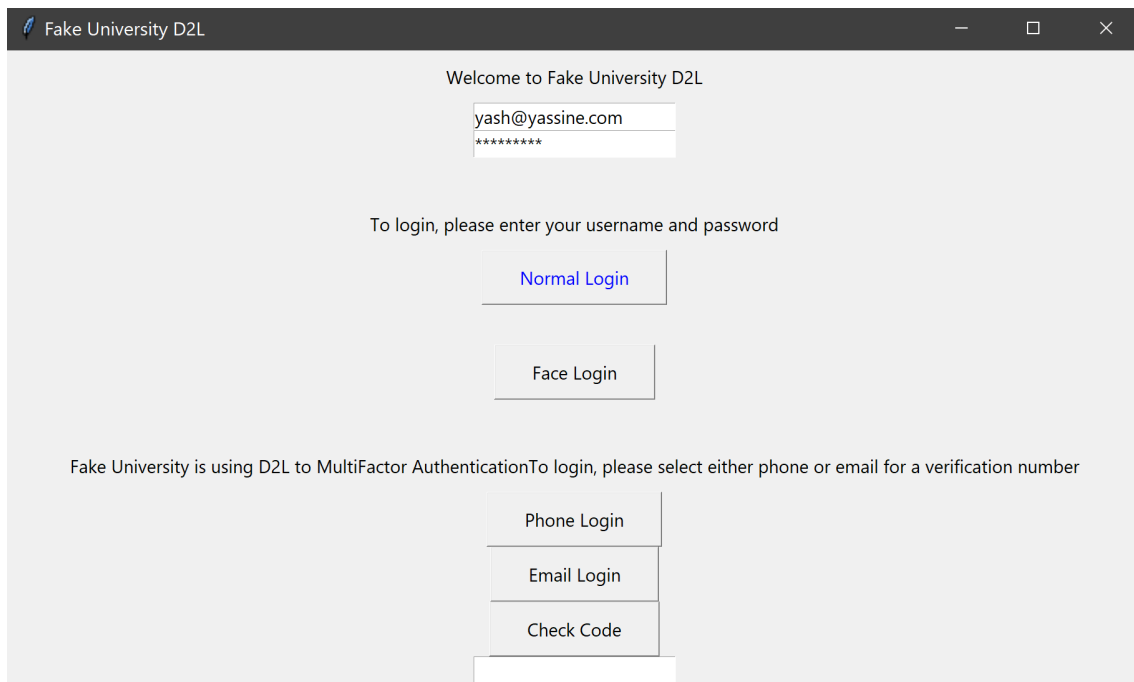 Fake University D2L
Welcome to Fake University D2L
yash@yassine.com
*********
To login, please enter your username and password
Normal Login
Face Login
Fake University is using D2L to MultiFactor AuthenticationTo login, please select either phone or email for a verification number
Phone Login
Email Login
Check Code